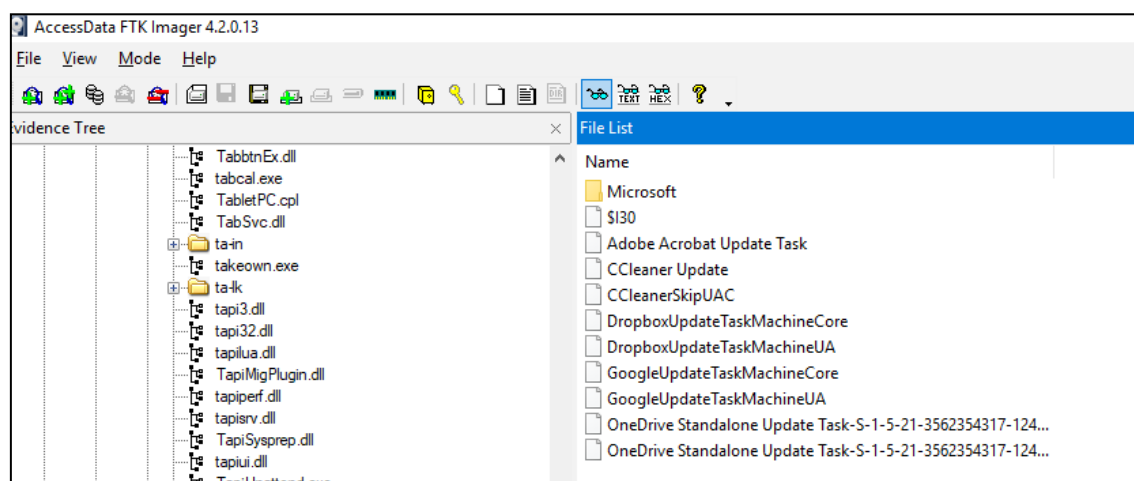 AccessData FTK Imager 4.2.0.13
File View Mode Help
TEXT HEX
vidence Tree
TabbtnEx.dll
tabcal.exe
TabletPC.cpl
TabSvc.dll
ta-in
takeown.exe
ta-lk
tapi3.dll
tapi32.dll
tapilua.dll
TapiMigPlugin.dll
tapiperf.dll
tapisrv.dll
TapiSysprep.dll
tapiui.dll
File List
Name
Microsoft
$I30
Adobe Acrobat Update Task
CCleaner Update
CCleanerSkipUAC
DropboxUpdateTaskMachineCore
DropboxUpdateTaskMachineUA
GoogleUpdateTaskMachineCore
GoogleUpdateTaskMachineUA
OneDrive Standalone Update Task-S-1-5-21-3562354317-124...
OneDrive Standalone Update Task-S-1-5-21-3562354317-124...